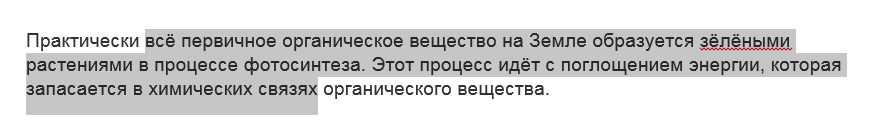 Практически всё первичное органическое вещество на Земле образуется зёлёными
растениями в процессе фотосинтеза. Этот процесс идёт с поглощением энергии, которая
запасается в химических связях органического вещества.